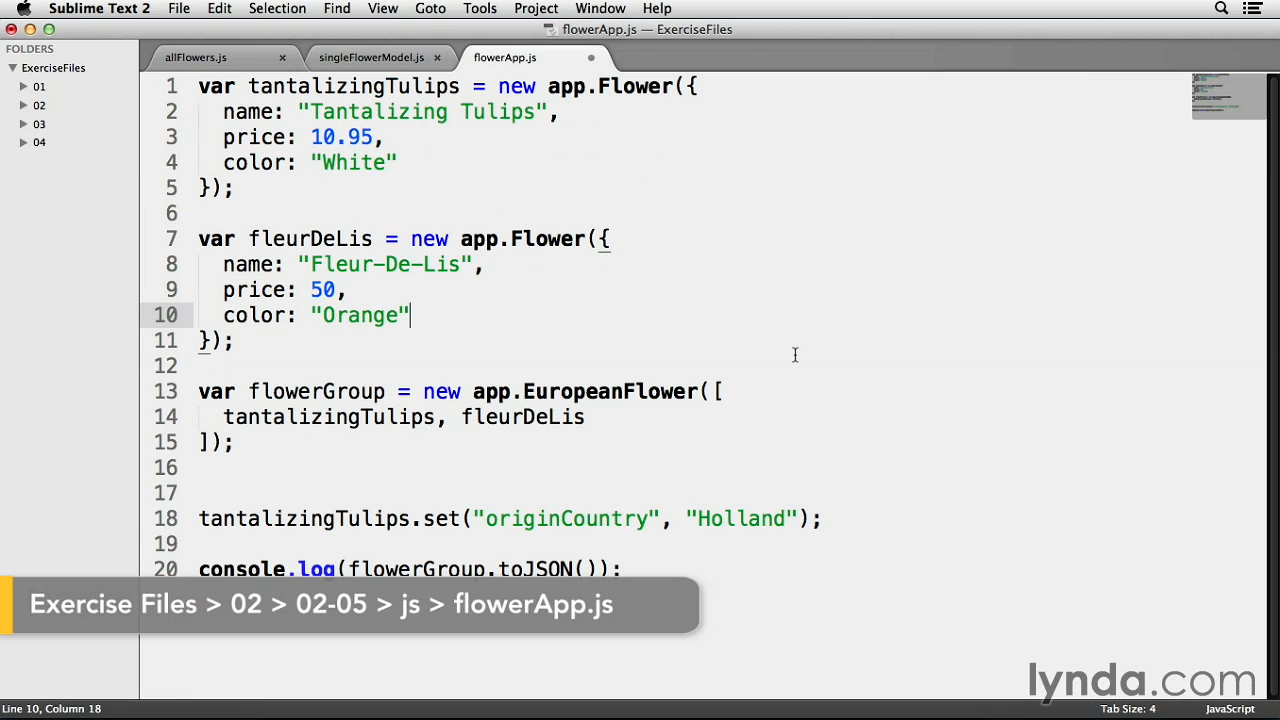 Sublime Text 2 File Edit Selection Find View Goto Tools Project Window Help
flowerApp.js — ExerciseFiles
FOLDERS
ExerciseFiles
01
02
03
04
allFlowers.js × singleFlowerModel.js × flowerApp.js
1 var tantalizingTulips = new app.Flower({
2 name: "Tantalizing Tulips",
3 price: 10.95,
4 color: "White"
5 });
6
7 var fleurDeLis = new app.Flower({
8 name: "Fleur-De-Lis",
9 price: 50,
10 color: "Orange"
11 });
12
13 var flowerGroup = new app.EuropeanFlower([
14 tantalizingTulips, fleurDeLis
15 ]);
16
17
18 tantalizingTulips.set("originCountry", "Holland");
19
20 console.log(flowerGroup.toJSON());
Exercise Files > 02 > 02-05 > js > flowerApp.js
lynda.com
Line 10, Column 18 Tab Size: 4 JavaScript